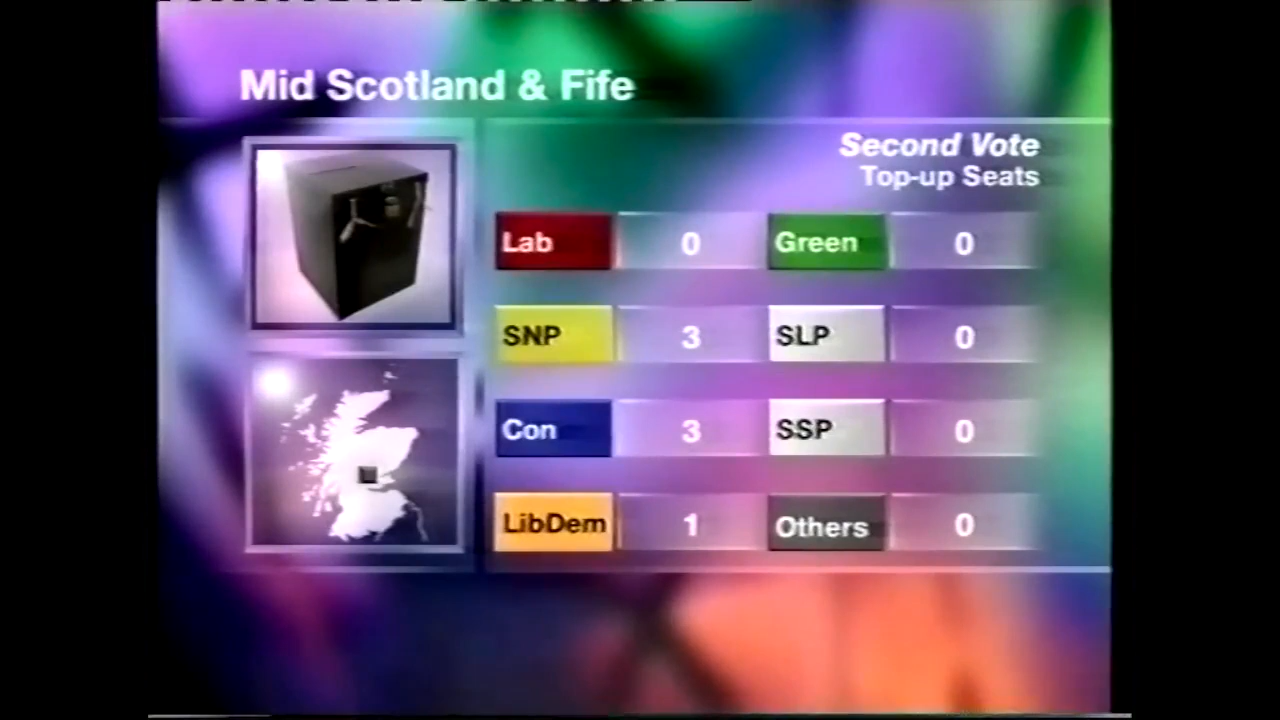 Mid Scotland & Fife
Second Vote
Top-up Seats
Lab 0 Green 0
SNP 3 SLP 0
Con 3 SSP 0
LibDem 1 Others 0